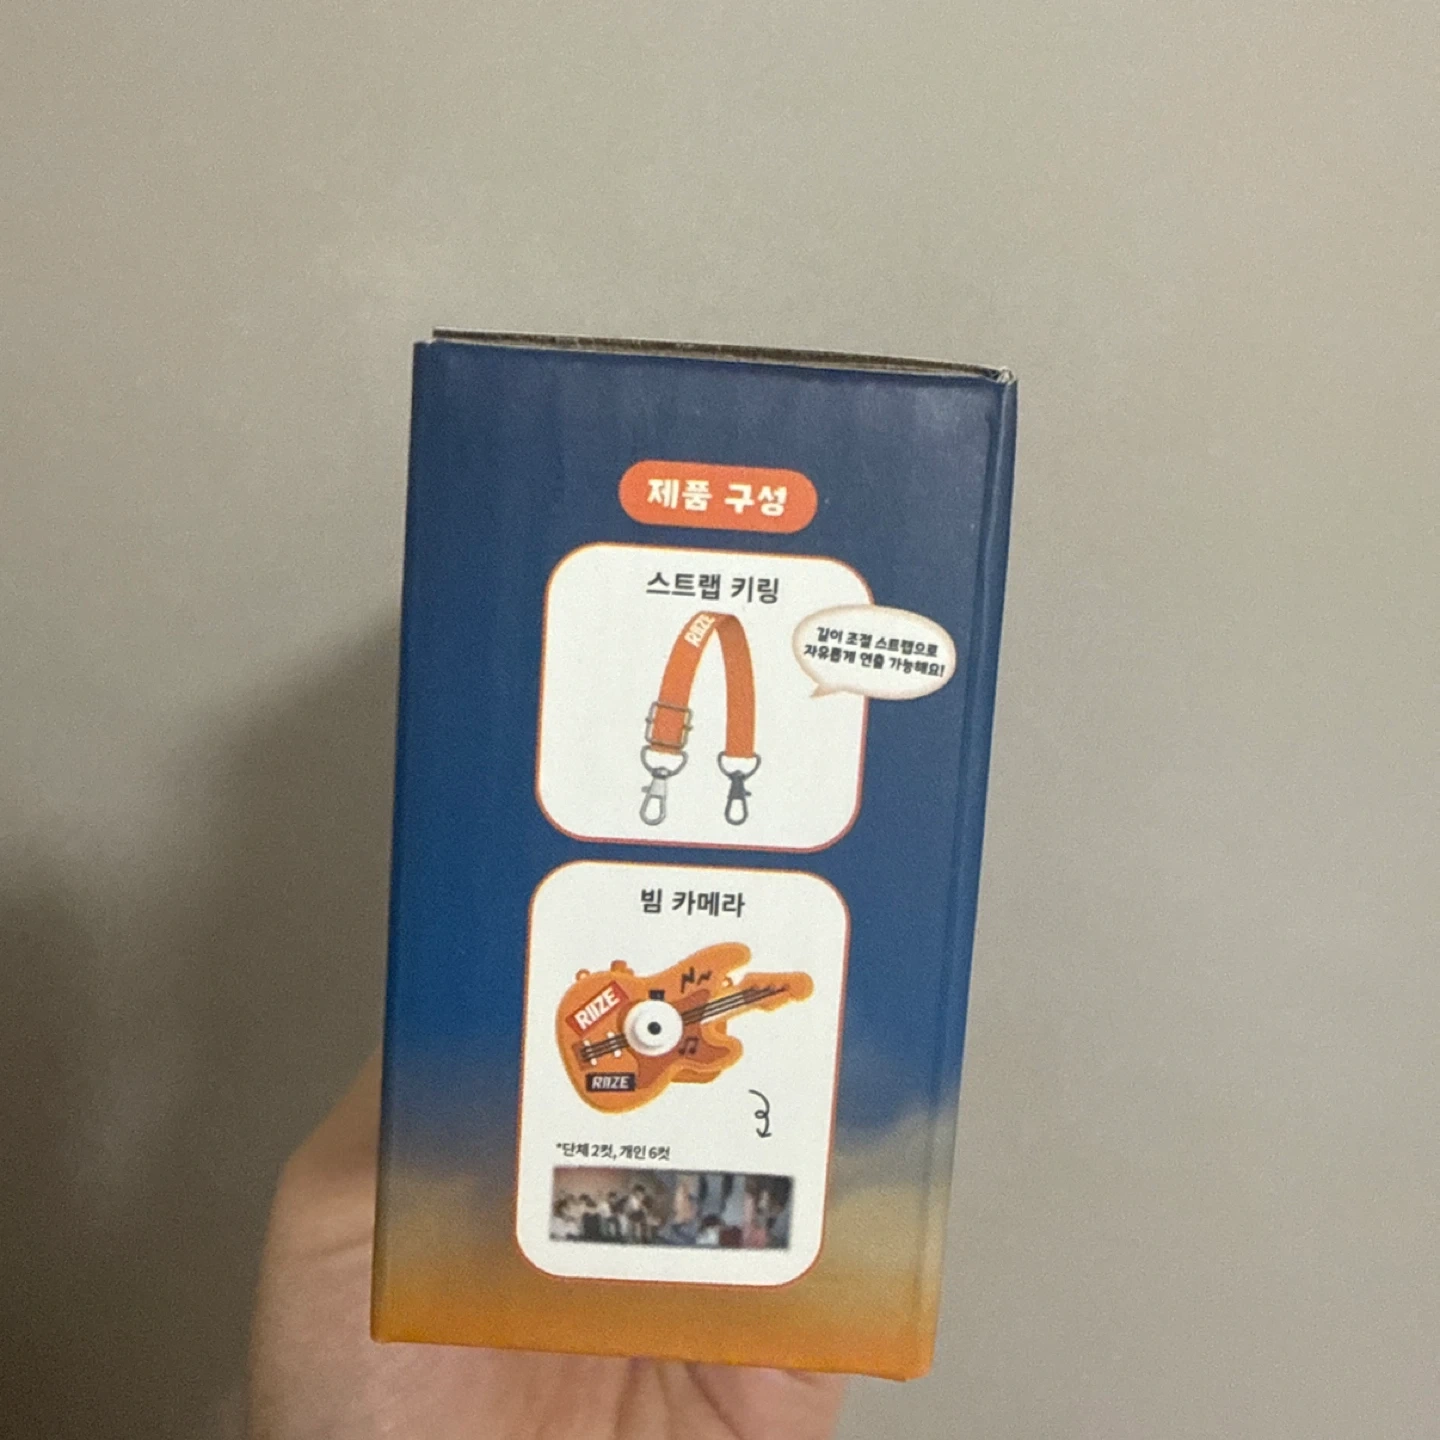 제품 구성
스트랩 키링
RIIZE
길이 조절 스트랩으로
자유롭게 연출 가능해요!
빔 카메라
RIIZE
RIIZE
*단체 2컷, 개인 6컷